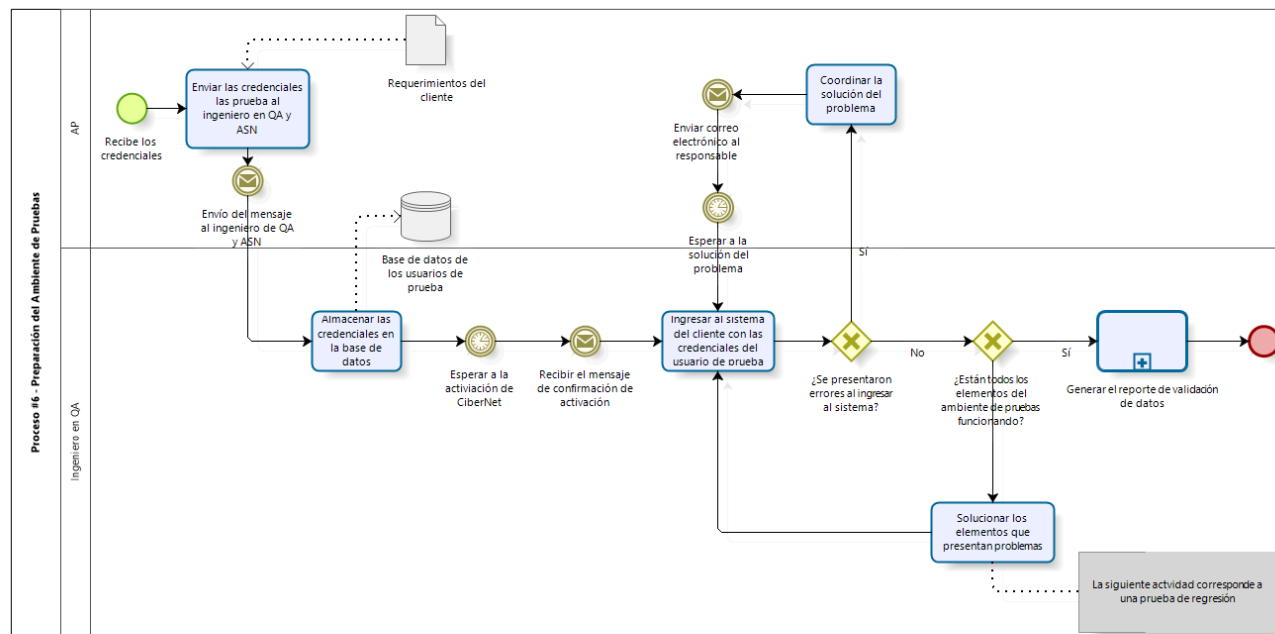 Proceso #6 - Preparación del Ambiente de Pruebas
AP
Recibe los
credenciales
Enviar las credenciales
las prueba al
ingeniero en QA y
ASN
Requerimientos del
cliente
Envío del mensaje
al ingeniero de QA
y ASN
Coordinar la
solución del
problema
Enviar correo
electrónico al
responsable
Esperar a la
solución del
problema
Base de datos de
los usuarios de
prueba
Ingeniero en QA
Almacenar las
credenciales en
la base de
datos
Esperar a la
activiación de
CiberNet
Recibir el mensaje
de confirmación de
activación
Ingresar al sistema
del cliente con las
credenciales del
usuario de prueba
Sí
¿Se presentaron
errores al ingresar
al sistema?
No
¿Están todos los
elementos del
ambiente de pruebas
funcionando?
Sí
Generar el reporte de validación
de datos
Solucionar los
elementos que
presentan problemas
La siguiente actvidad corresponde a
una prueba de regresión